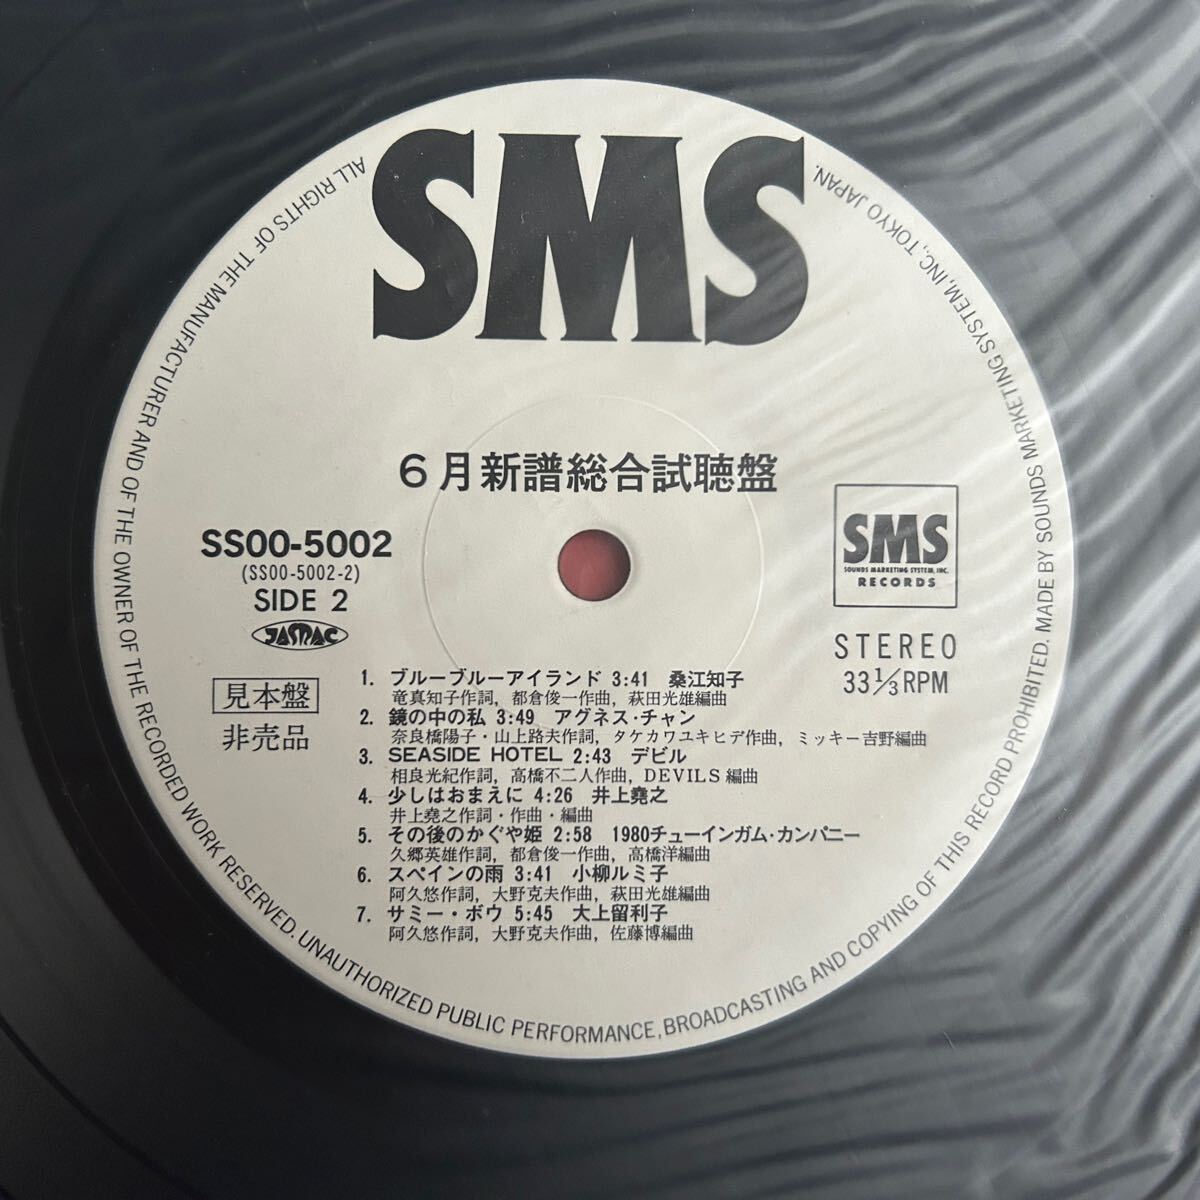 SMS
ALL RIGHTS OF THE MANUFACTURER AND OF THE OWNER OF THE RECORDED WORK RESERVED. UNAUTHORIZED PUBLIC PERFORMANCE, BROADCASTING AND COPYING OF THIS RECORD PROHIBITED. MADE BY SOUNDS MARKETING SYSTEM, INC., TOKYO JAPAN.
6月新譜総合試聴盤
SS00-5002
(SS00-5002-2)
SIDE 2
JASRAC
見本盤
非売品
SMS
SOUNDS MARKETING SYSTEM, INC.
RECORDS
STEREO
33 1/3 RPM
1. ブルーブルーアイランド 3:41 桑江知子
竜真知子作詞, 都倉俊一作曲, 萩田光雄編曲
2. 鏡の中の私 3:49 アグネス・チャン
奈良橋陽子・山上路夫作詞, タケカワユキヒデ作曲, ミッキー吉野編曲
3. SEASIDE HOTEL 2:43 デビル
相良光紀作詞, 高橋不二人作曲, DEVILS編曲
4. 少しはおまえに 4:26 井上堯之
井上堯之作詞・作曲・編曲
5. その後のかぐや姫 2:58 1980チューインガム・カンパニー
久郷英雄作詞, 都倉俊一作曲, 高橋洋編曲
6. スペインの雨 3:41 小柳ルミ子
阿久悠作詞, 大野克夫作曲, 萩田光雄編曲
7. サミー・ボウ 5:45 大上留利子
阿久悠作詞, 大野克夫作曲, 佐藤博編曲